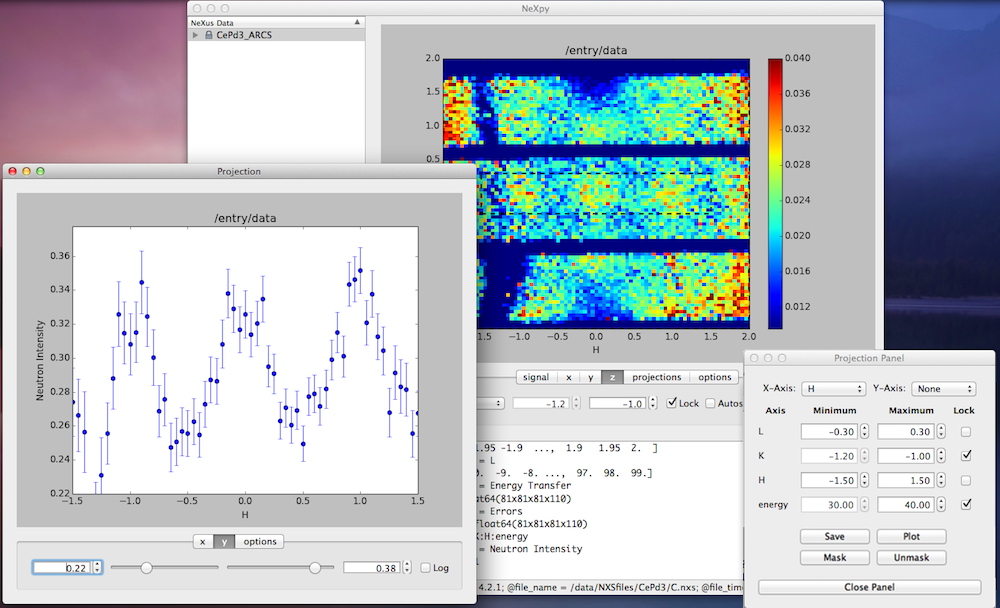 NeXpy
NeXus Data
CePd3_ARCS
/entry/data
2.0
1.5
1.0
0.5
1.5 −1.0 −0.5 0.0 0.5 1.0 1.5 2.0
H
0.040
0.036
0.032
0.028
0.024
0.020
0.016
0.012
signal x y z projections options
−1.2 −1.0 Lock Autos
1.95 -1.9 ..., 1.9 1.95 2. ]
= L
). -9. -8. ..., 97. 98. 99.]
= Energy Transfer
oat64(81x81x81x110)
= Errors
loat64(81x81x81x110)
K:H:energy
= Neutron Intensity
4.2.1; @file_name = /data/NXSfiles/CePd3/C.nxs; @file_time
Projection
/entry/data
Neutron Intensity
0.36
0.34
0.32
0.30
0.28
0.26
0.24
0.22
−1.5 −1.0 −0.5 0.0 0.5 1.0 1.5
H
x y options
0.22 0.38 Log
Projection Panel
X-Axis: H Y-Axis: None
Axis Minimum Maximum Lock
L −0.30 0.30
K −1.20 −1.00
H −1.50 1.50
energy 30.00 40.00
Save Plot
Mask Unmask
Close Panel